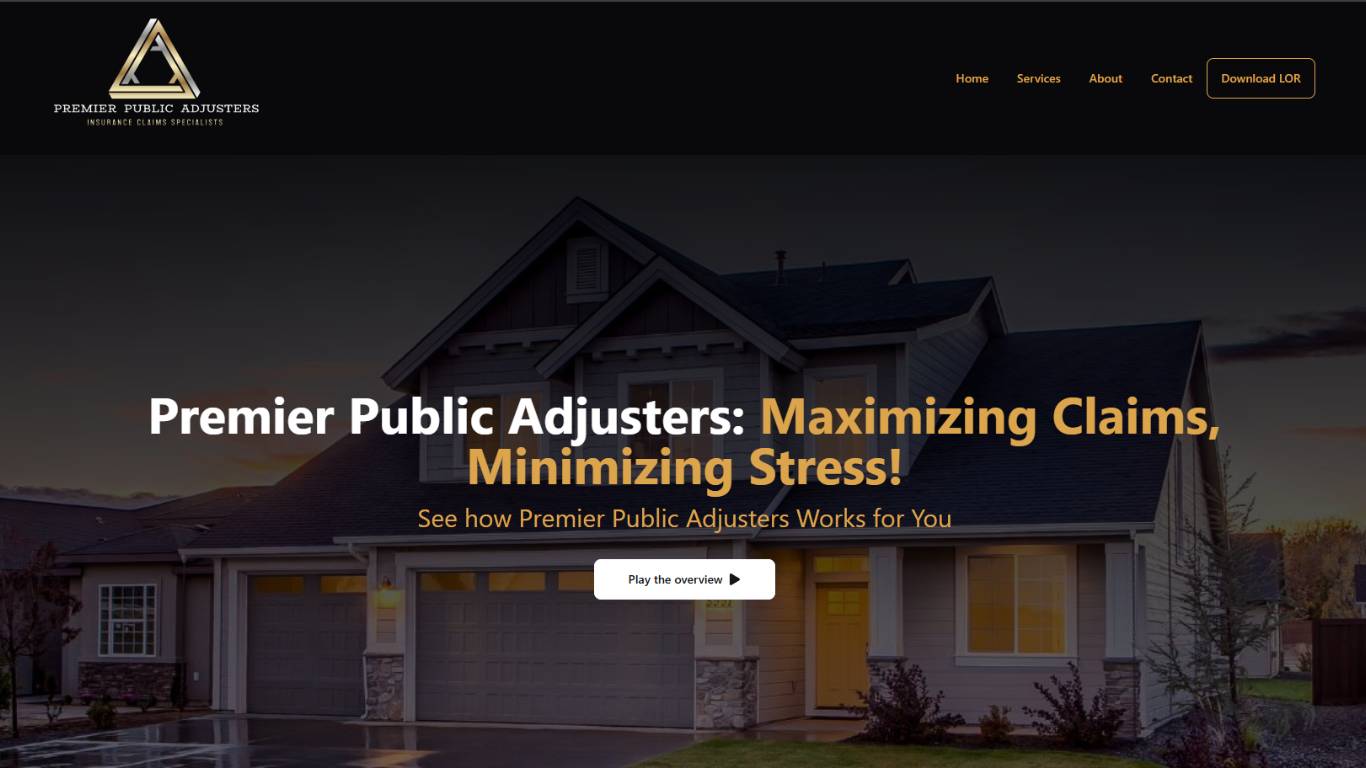 PREMIER PUBLIC ADJUSTERS
INSURANCE CLAIMS SPECIALISTS
Home
Services
About
Contact
Download LOR
Premier Public Adjusters: Maximizing Claims,
Minimizing Stress!
See how Premier Public Adjusters Works for You
Play the overview